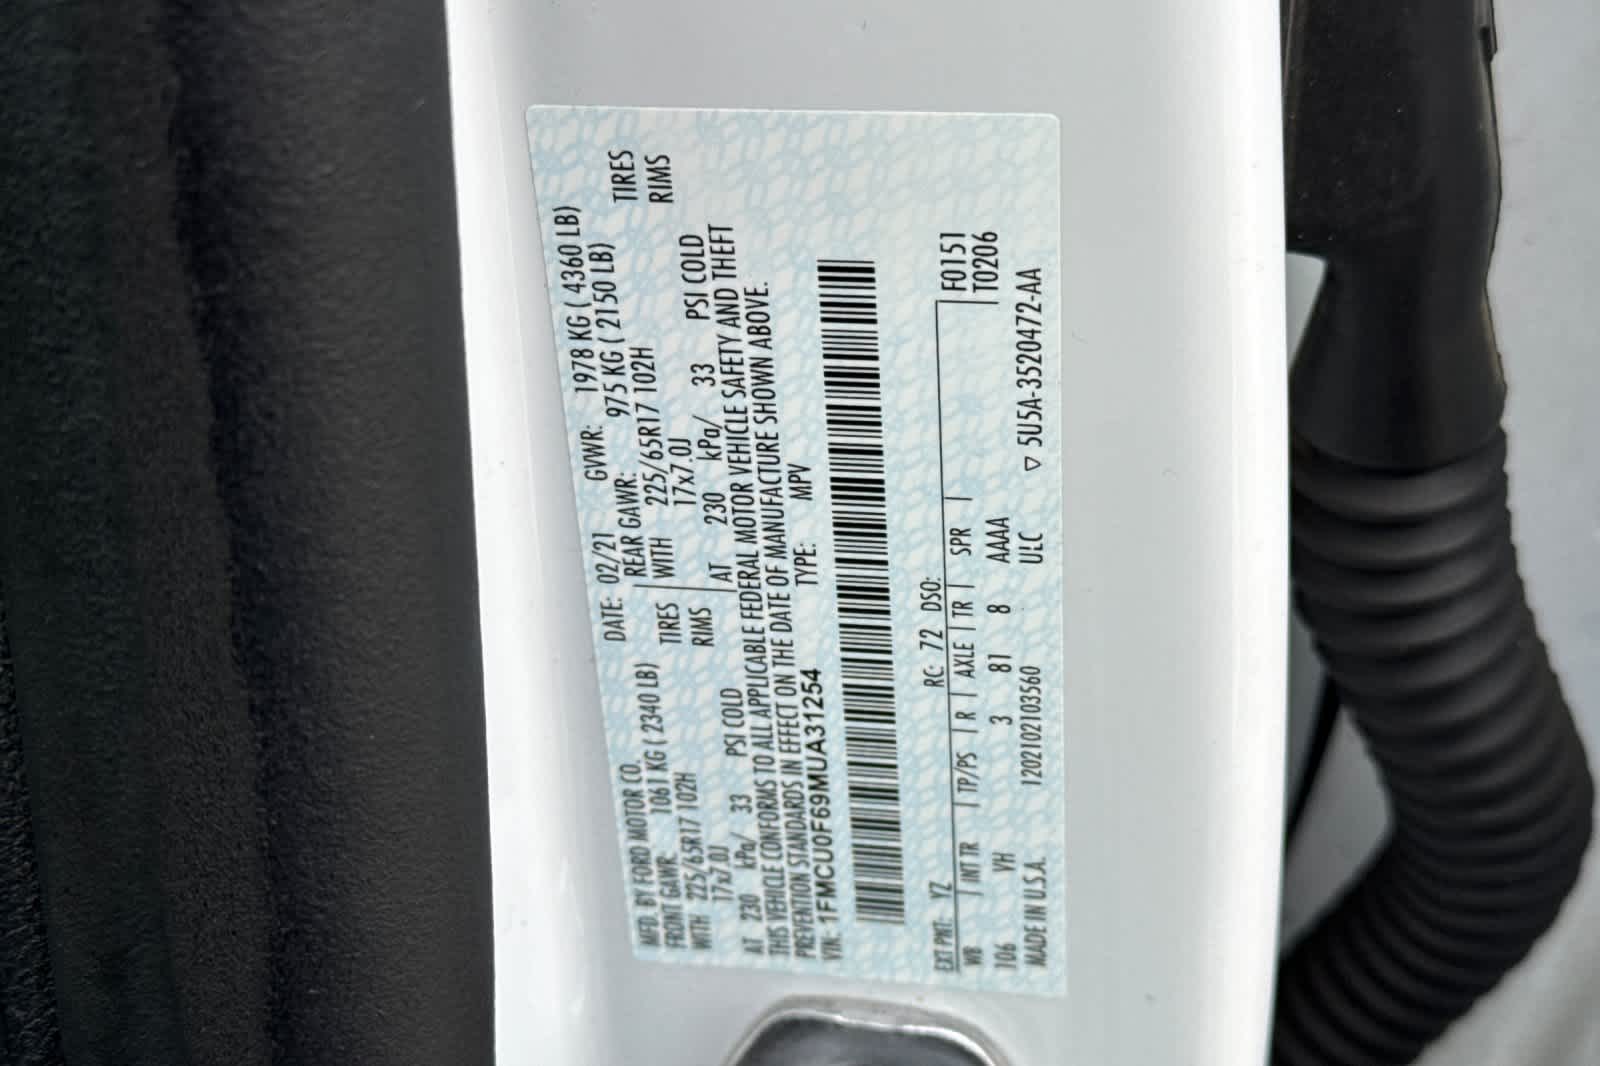 MFD. BY FORD MOTOR CO. DATE: 02/21 GVWR: 1978 KG ( 4360 LB)
FRONT GAWR: 1061 KG ( 2340 LB) REAR GAWR: 975 KG ( 2150 LB)
WITH 225/65R17 102H TIRES WITH 225/65R17 102H TIRES
17x7.0J RIMS 17x7.0J RIMS
AT 230 kPa/ 33 PSI COLD AT 230 kPa/ 33 PSI COLD
THIS VEHICLE CONFORMS TO ALL APPLICABLE FEDERAL MOTOR VEHICLE SAFETY AND THEFT
PREVENTION STANDARDS IN EFFECT ON THE DATE OF MANUFACTURE SHOWN ABOVE.
VIN: 1FMCU0F69MUA31254 TYPE: MPV
EXT PNT: YZ RC: 72 DSO: F0151
WB INT TR TP/PS R AXLE TR SPR T0206
106 VH 3 81 8 AAAA
MADE IN U.S.A. 1202102103560 ULC ▽ 5U5A-3520472-AA